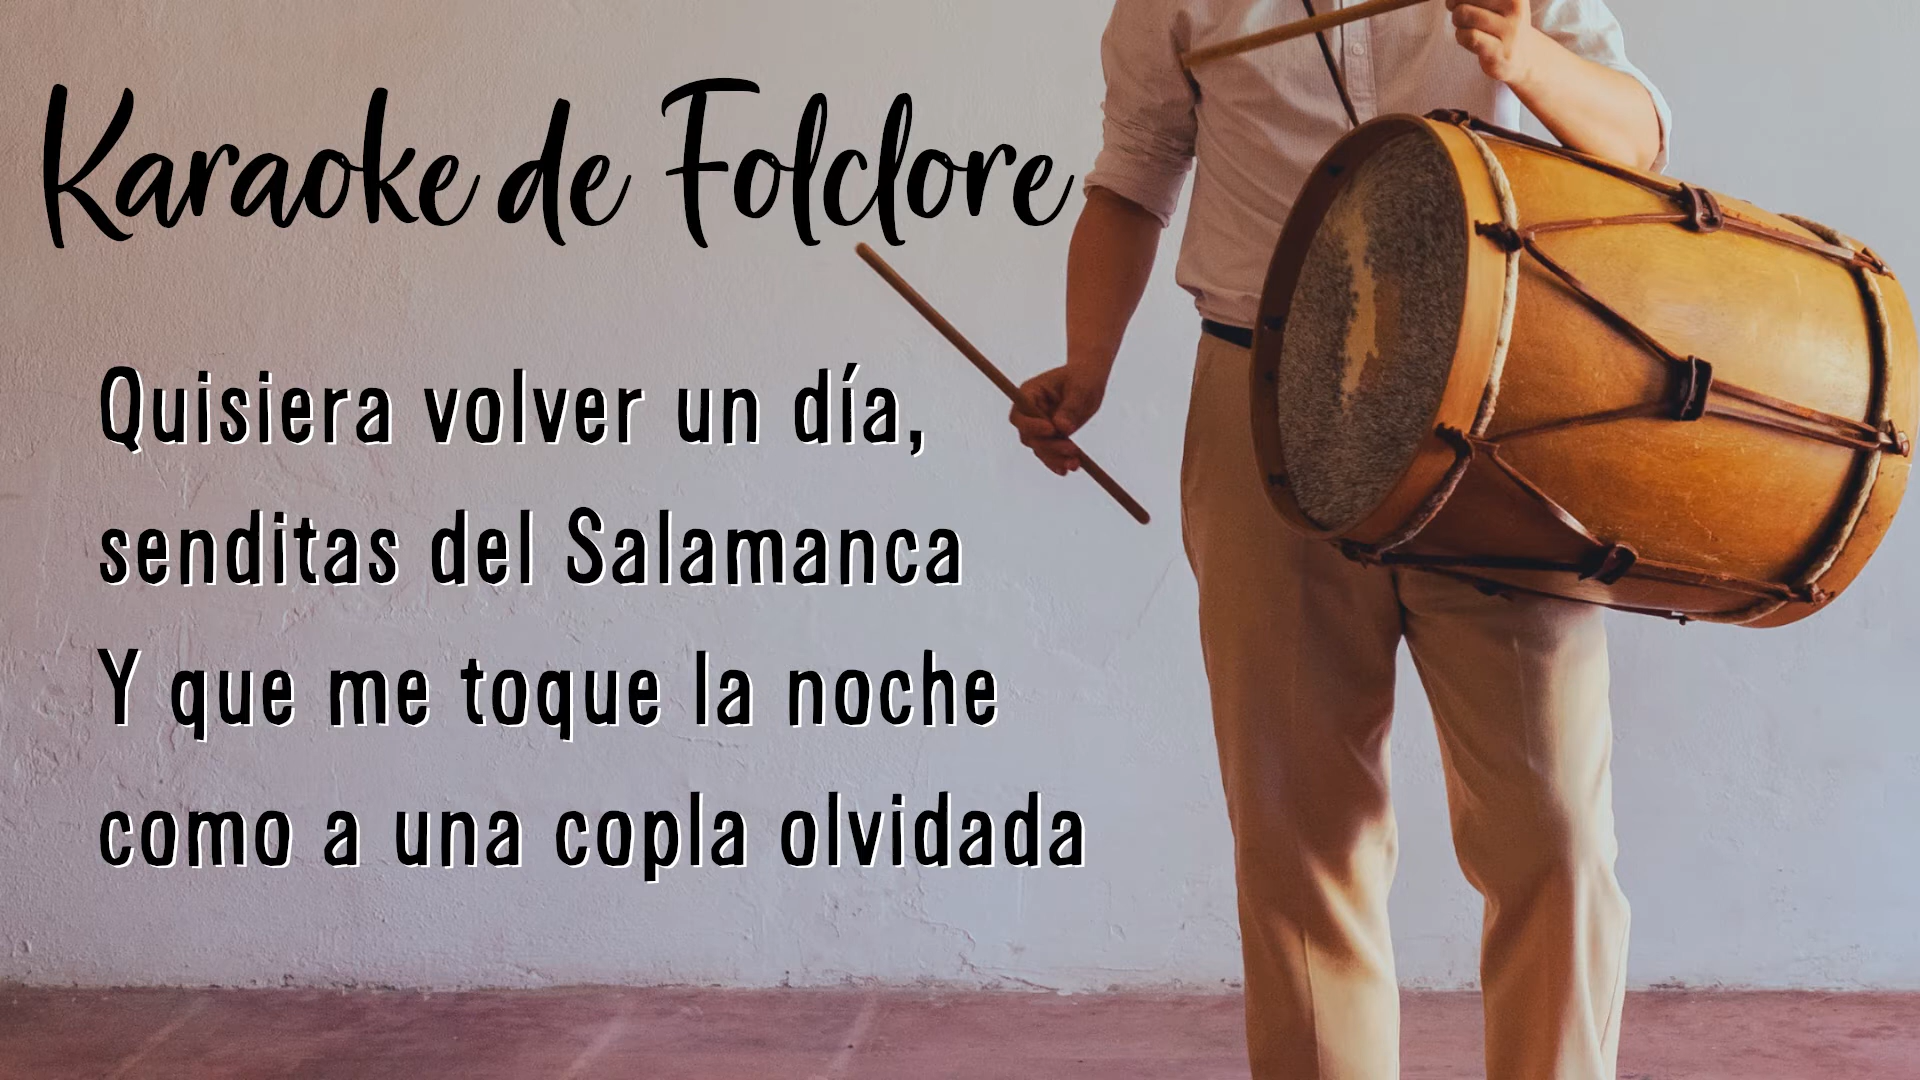 Karaoke de Folclore
Quisiera volver un día,
senditas del Salamanca
Y que me toque la noche
como a una copla olvidada